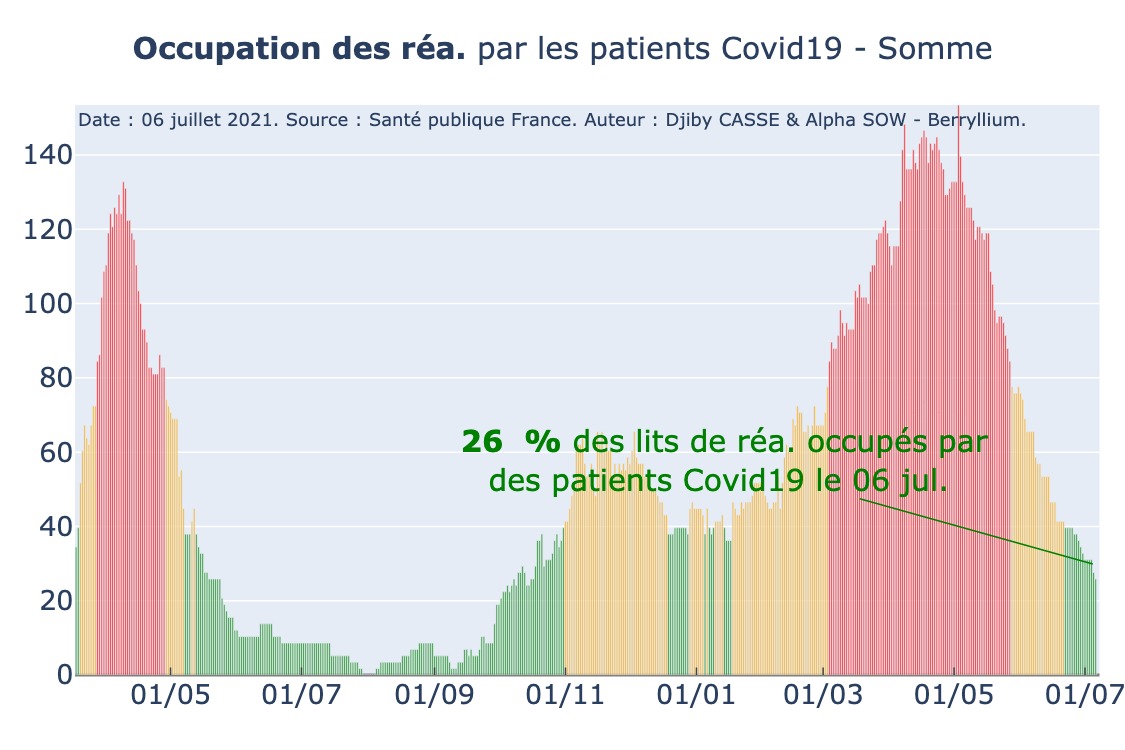 Occupation des réa. par les patients Covid19 - Somme
Date : 06 juillet 2021. Source : Santé publique France. Auteur : Djiby CASSE & Alpha SOW - Berryllium.
140
120
100
80
60
40
20
0
26  % des lits de réa. occupés par
des patients Covid19 le 06 jul.
01/05 01/07 01/09 01/11 01/01 01/03 01/05 01/07